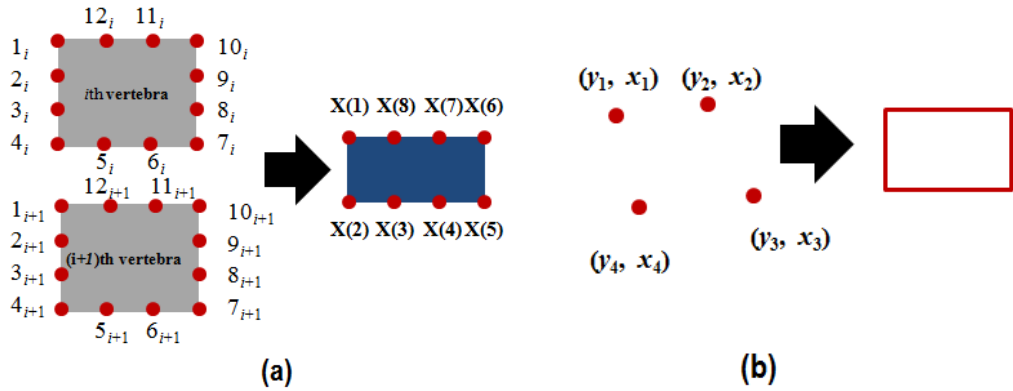 12i 11i
1i 10i
2i 9i
ith vertebra
3i 8i
4i 7i
5i 6i
12i+1 11i+1
1i+1 10i+1
2i+1 9i+1
(i+1)th vertebra
3i+1 8i+1
4i+1 7i+1
5i+1 6i+1
X(1) X(8) X(7) X(6)
X(2) X(3) X(4) X(5)
(a)
(y1, x1) (y2, x2)
(y4, x4) (y3, x3)
(b)